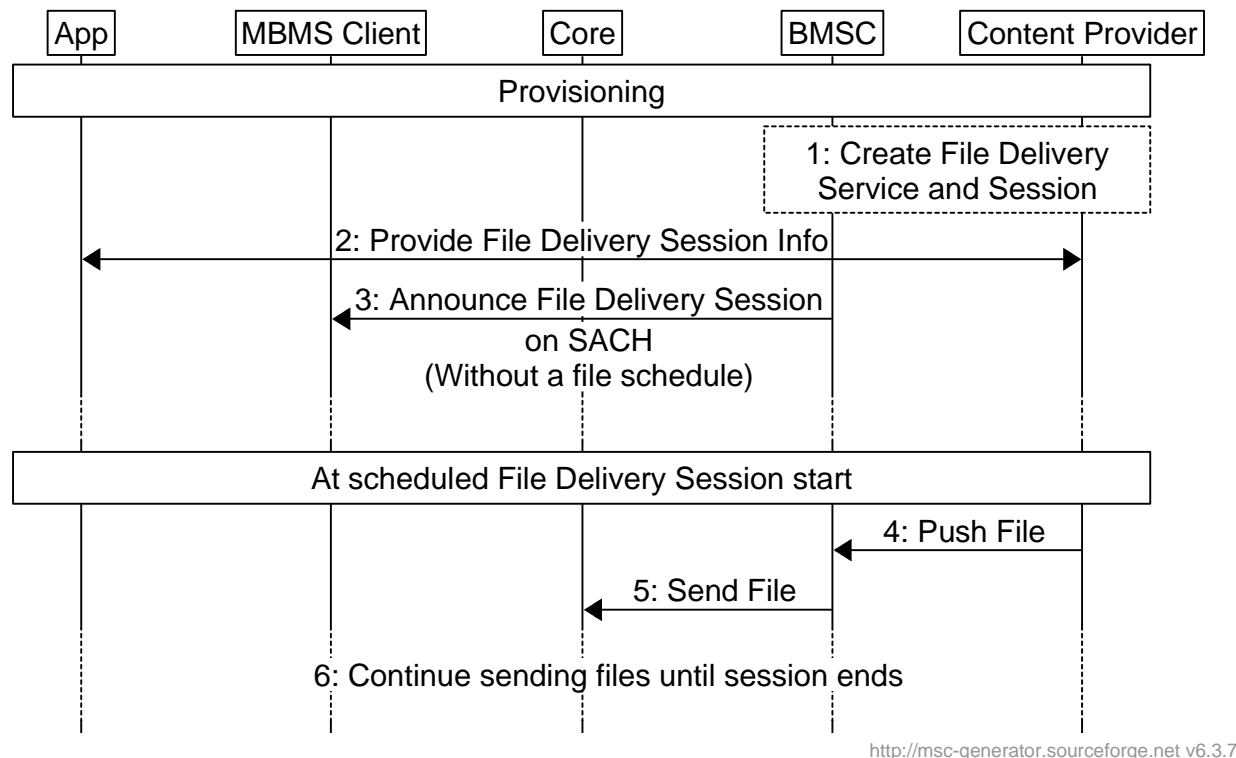 App
MBMS Client
Core
BMSC
Content Provider
Provisioning
1: Create File Delivery
Service and Session
2: Provide File Delivery Session Info
3: Announce File Delivery Session
on SACH
(Without a file schedule)
At scheduled File Delivery Session start
4: Push File
5: Send File
6: Continue sending files until session ends
http://msc-generator.sourceforge.net v6.3.7